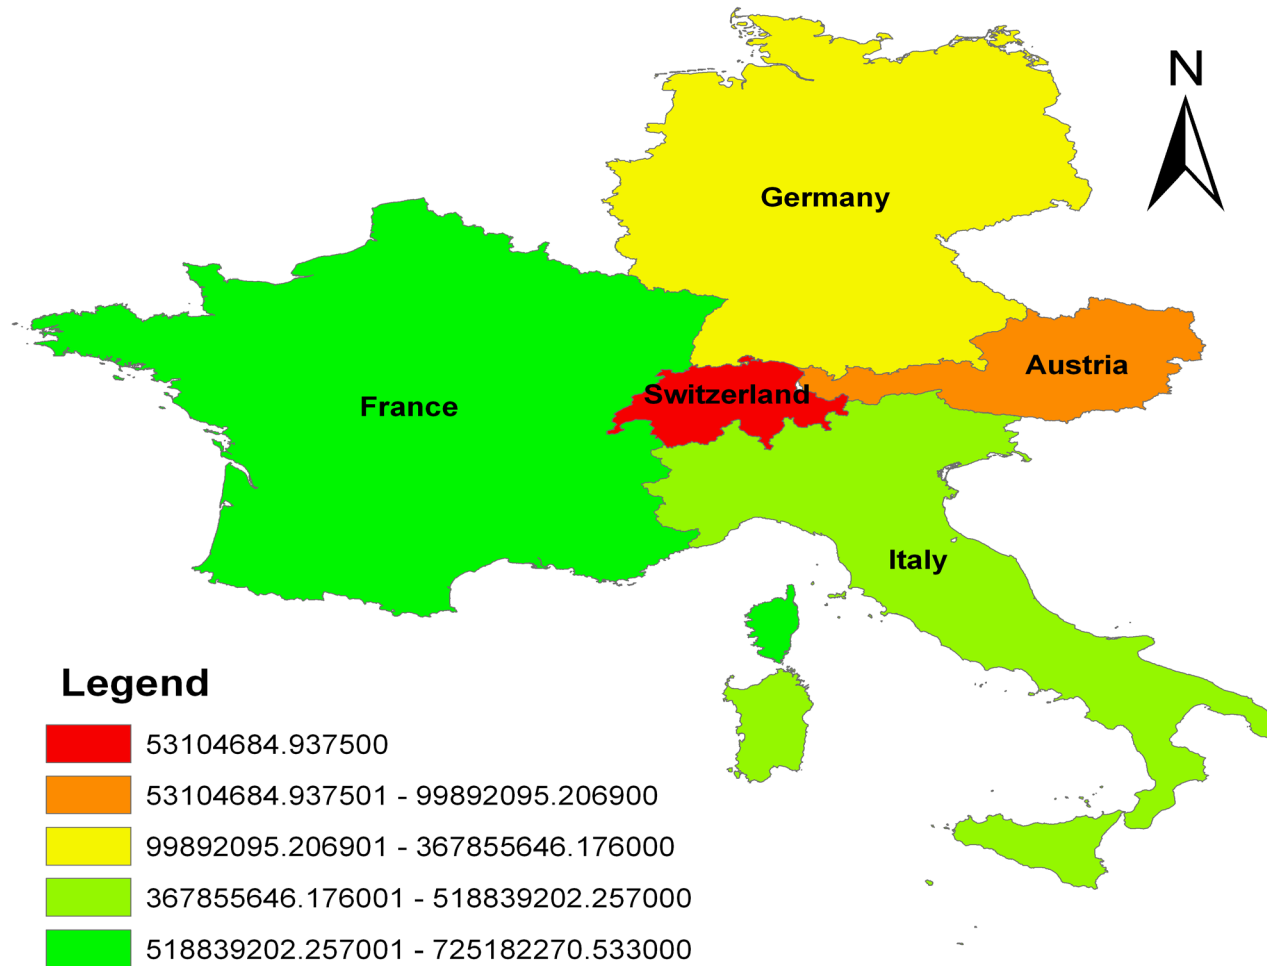 N
Germany
Austria
Switzerland
France
Italy
Legend
53104684.937500
53104684.937501 - 99892095.206900
99892095.206901 - 367855646.176000
367855646.176001 - 518839202.257000
518839202.257001 - 725182270.533000